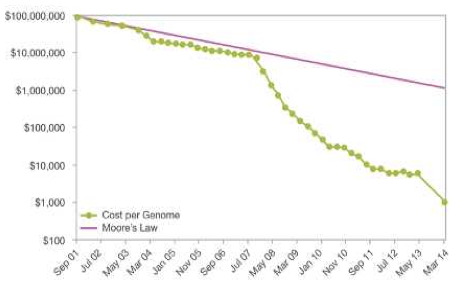 $100,000,000
$10,000,000
$1,000,000
$100,000
$10,000
$1,000
$100
Cost per Genome
Moore's Law
Sep 01
Jul 02
May 03
Mar 04
Jan 05
Nov 05
Sep 06
Jul 07
May 08
Mar 09
Jan 10
Nov 10
Sep 11
Jul 12
May 13
Mar 14